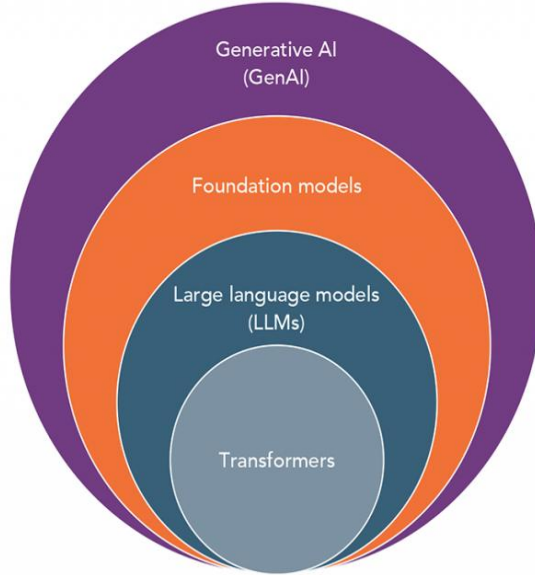 Generative AI
(GenAI)
Foundation models
Large language models
(LLMs)
Transformers